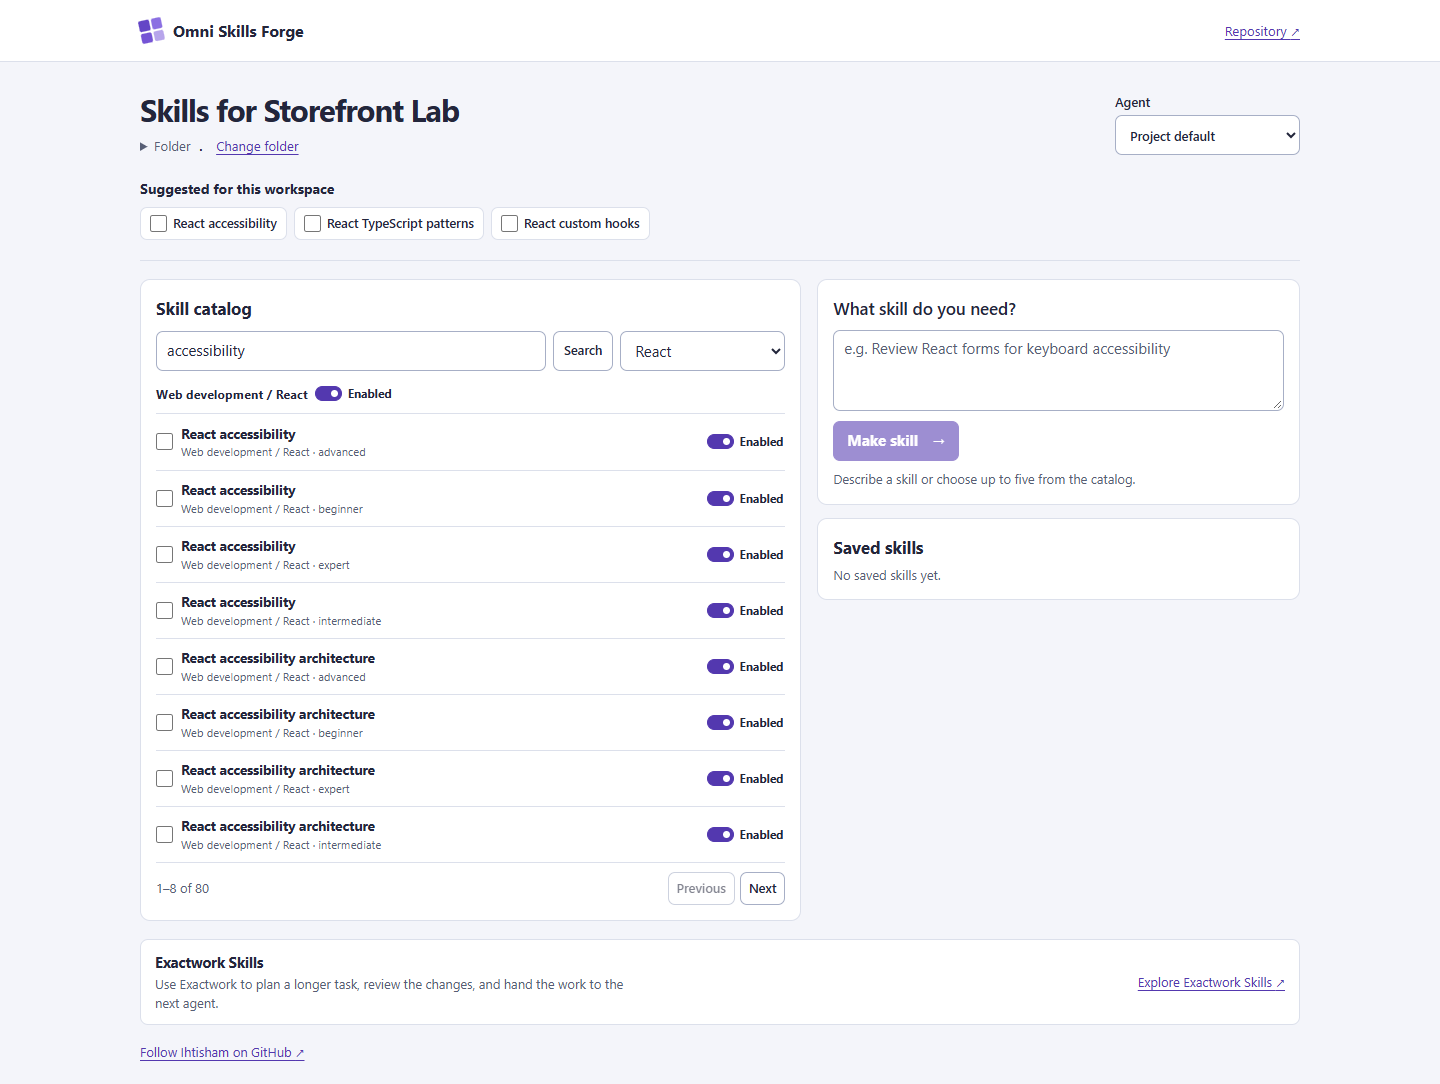 Omni Skills Forge
Repository ↗
Skills for Storefront Lab
Agent
Project default
▶ Folder . Change folder
Suggested for this workspace
React accessibility
React TypeScript patterns
React custom hooks
Skill catalog
accessibility
Search
React
Web development / React Enabled
React accessibility
Web development / React · advanced
Enabled
React accessibility
Web development / React · beginner
Enabled
React accessibility
Web development / React · expert
Enabled
React accessibility
Web development / React · intermediate
Enabled
React accessibility architecture
Web development / React · advanced
Enabled
React accessibility architecture
Web development / React · beginner
Enabled
React accessibility architecture
Web development / React · expert
Enabled
React accessibility architecture
Web development / React · intermediate
Enabled
1–8 of 80
Previous
Next
What skill do you need?
e.g. Review React forms for keyboard accessibility
Make skill →
Describe a skill or choose up to five from the catalog.
Saved skills
No saved skills yet.
Exactwork Skills
Use Exactwork to plan a longer task, review the changes, and hand the work to the
next agent.
Explore Exactwork Skills ↗
Follow Ihtisham on GitHub ↗